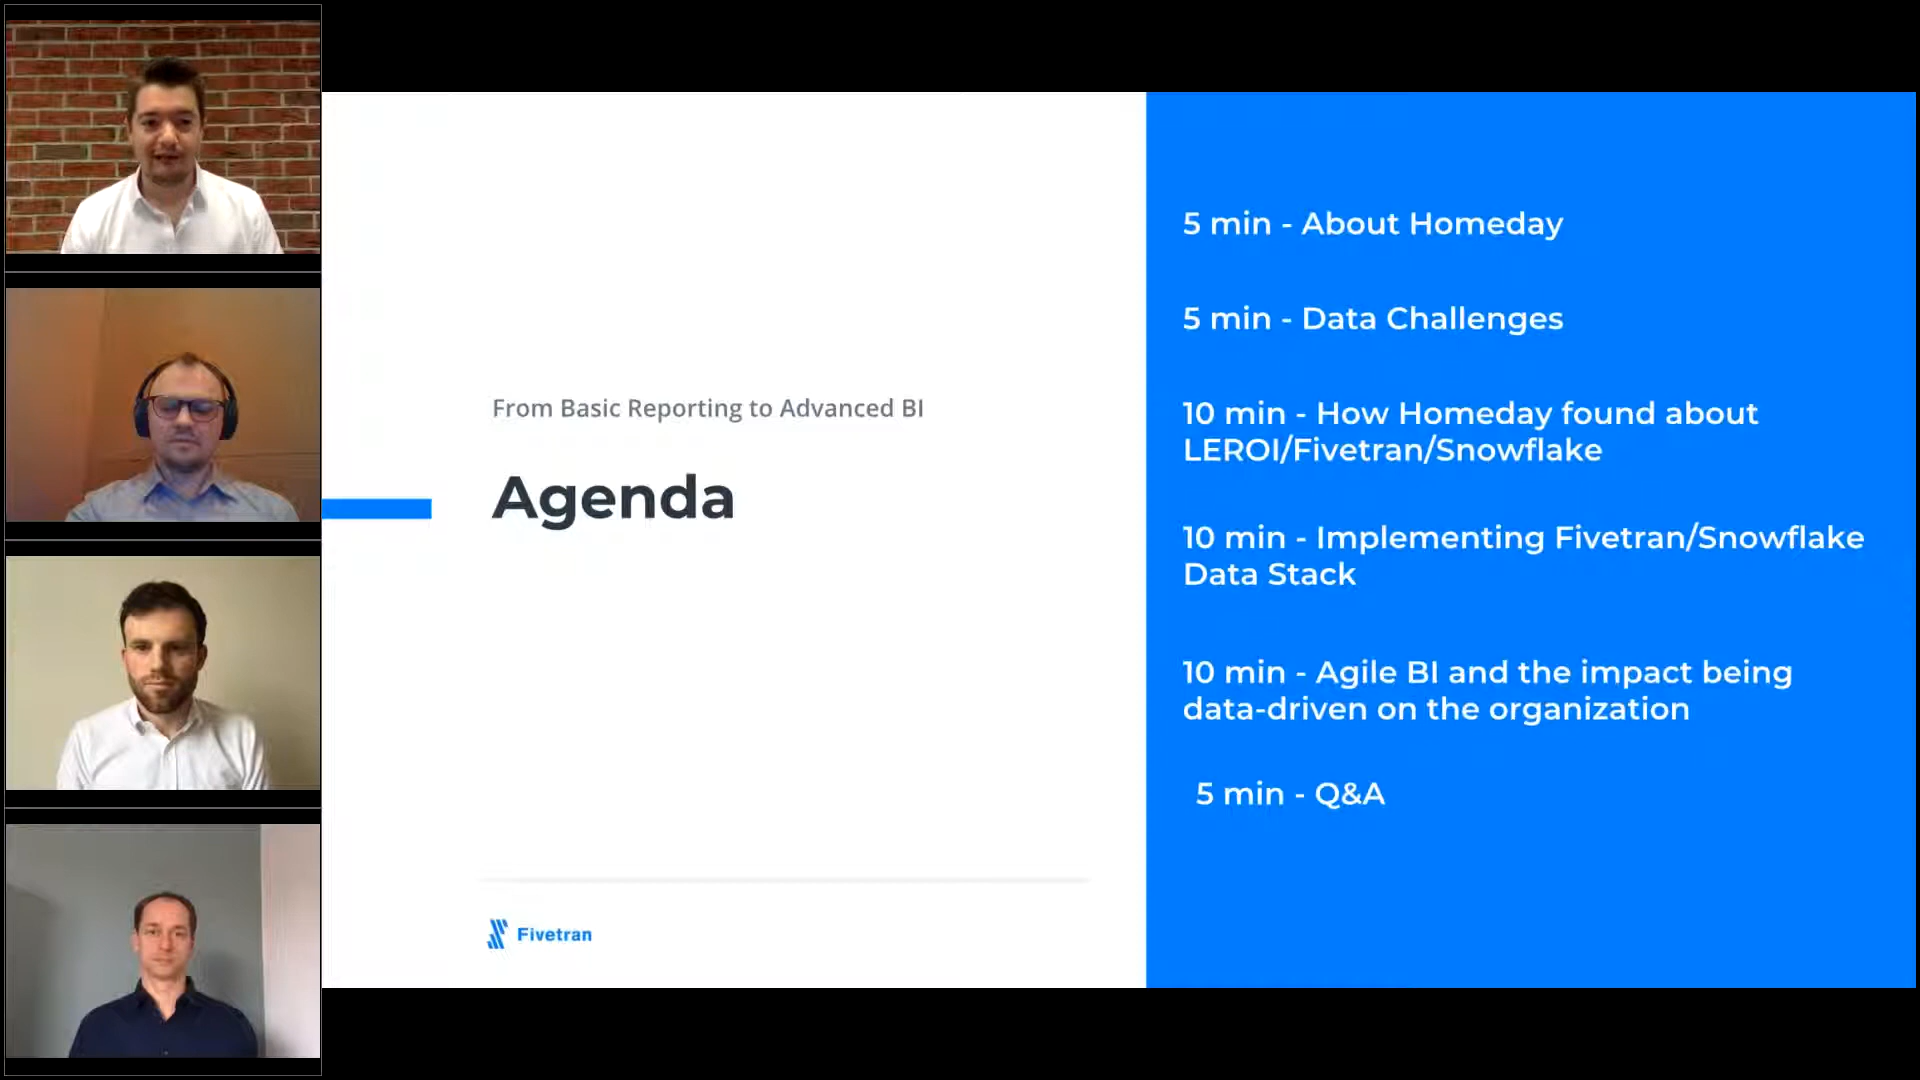 From Basic Reporting to Advanced BI
Agenda
Fivetran
5 min - About Homeday
5 min - Data Challenges
10 min - How Homeday found about
LEROI/Fivetran/Snowflake
10 min - Implementing Fivetran/Snowflake
Data Stack
10 min - Agile BI and the impact being
data-driven on the organization
5 min - Q&A